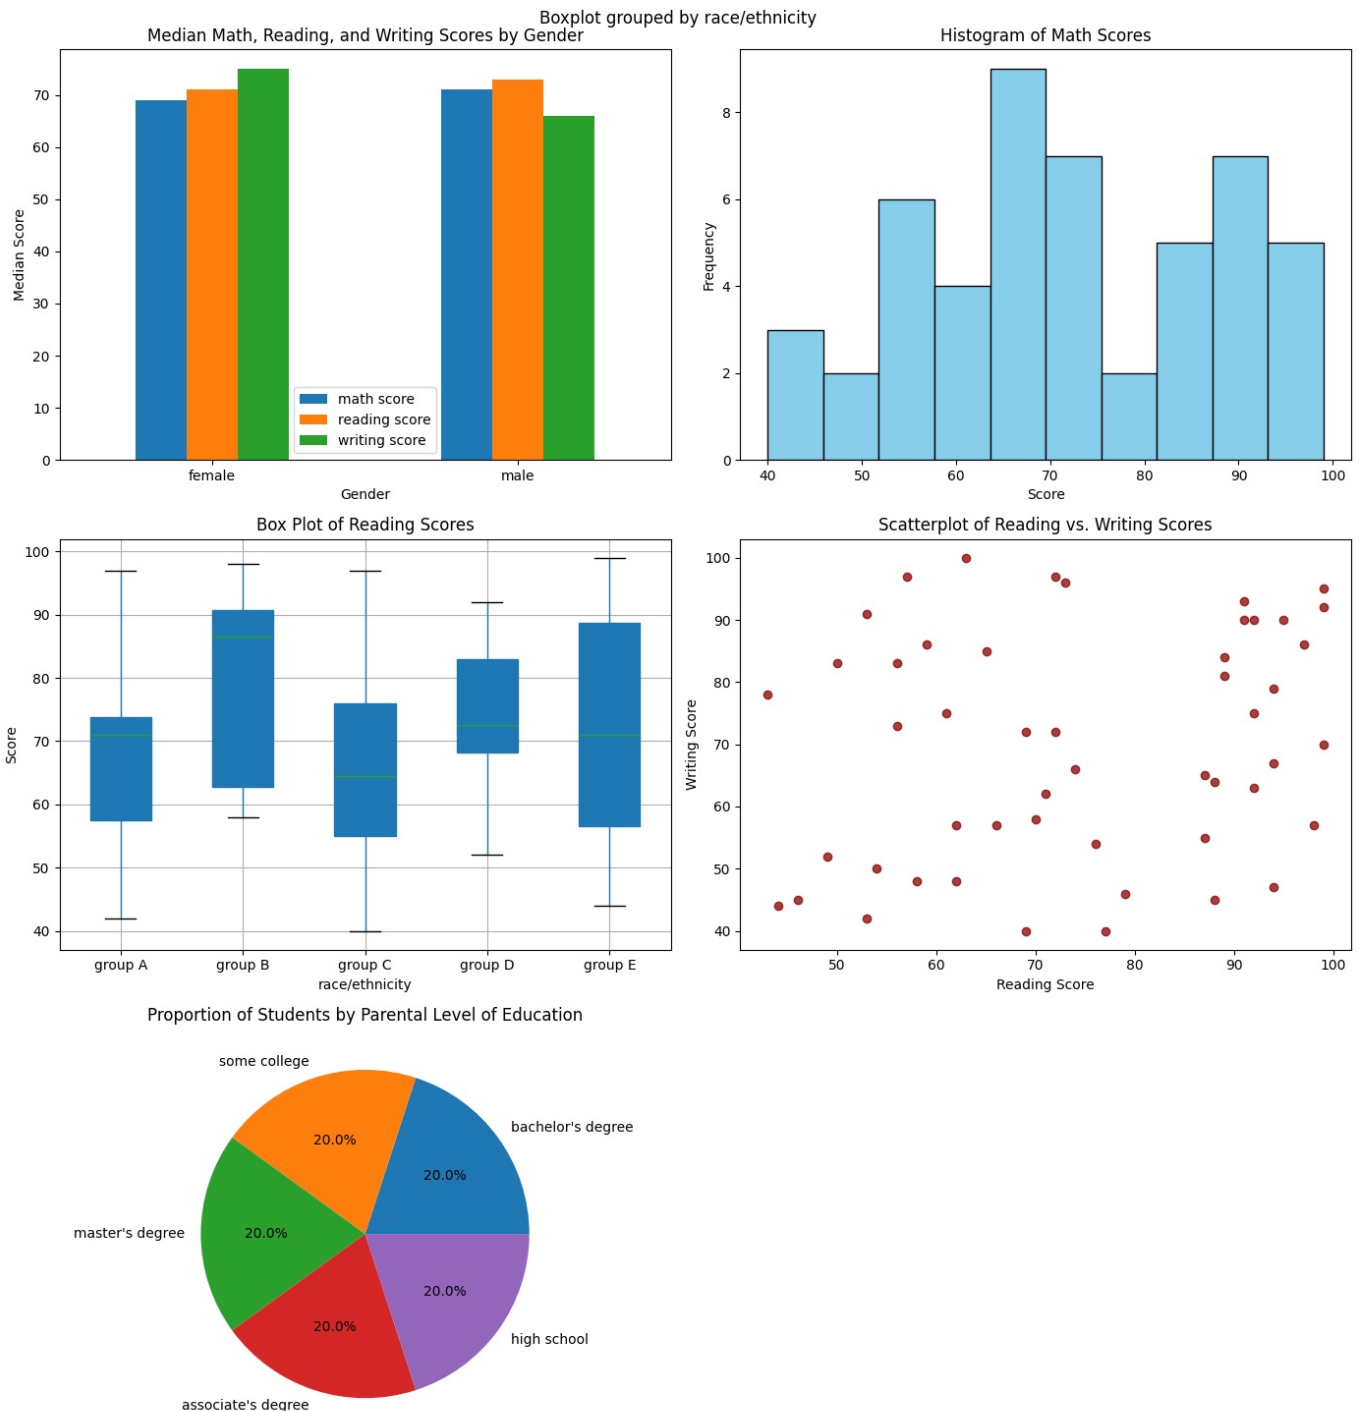 Boxplot grouped by race/ethnicity
Median Math, Reading, and Writing Scores by Gender
Median Score
70
60
50
40
30
20
10
0
math score
reading score
writing score
female male
Gender
Histogram of Math Scores
Frequency
8
6
4
2
0
40 50 60 70 80 90 100
Score
Box Plot of Reading Scores
Score
100
90
80
70
60
50
40
group A group B group C group D group E
race/ethnicity
Scatterplot of Reading vs. Writing Scores
Writing Score
100
90
80
70
60
50
40
50 60 70 80 90 100
Reading Score
Proportion of Students by Parental Level of Education
some college
bachelor's degree
20.0%
20.0%
master's degree
20.0%
20.0%
20.0%
high school
associate's degree